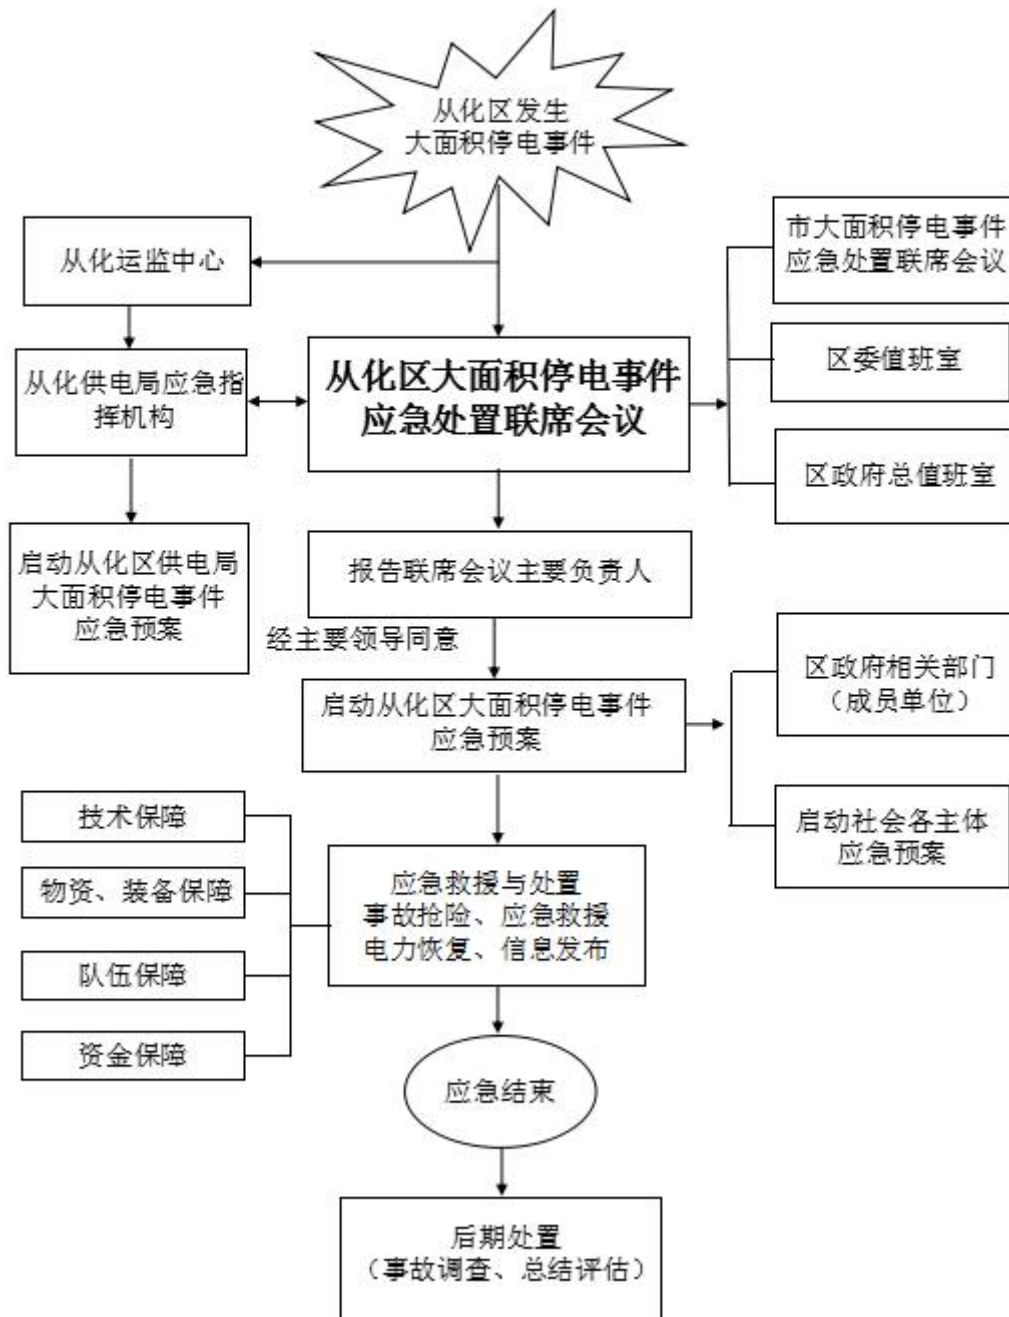 从化区发生
大面积停电事件
从化运监中心
市大面积停电事件
应急处置联席会议
从化供电局应急指
挥机构
从化区大面积停电事件
应急处置联席会议
区委值班室
区政府总值班室
启动从化区供电局
大面积停电事件
应急预案
报告联席会议主要负责人
经主要领导同意
启动从化区大面积停电事件
应急预案
区政府相关部门
（成员单位）
启动社会各主体
应急预案
技术保障
物资、装备保障
队伍保障
资金保障
应急救援与处置
事故抢险、应急救援
电力恢复、信息发布
应急结束
后期处置
（事故调查、总结评估）